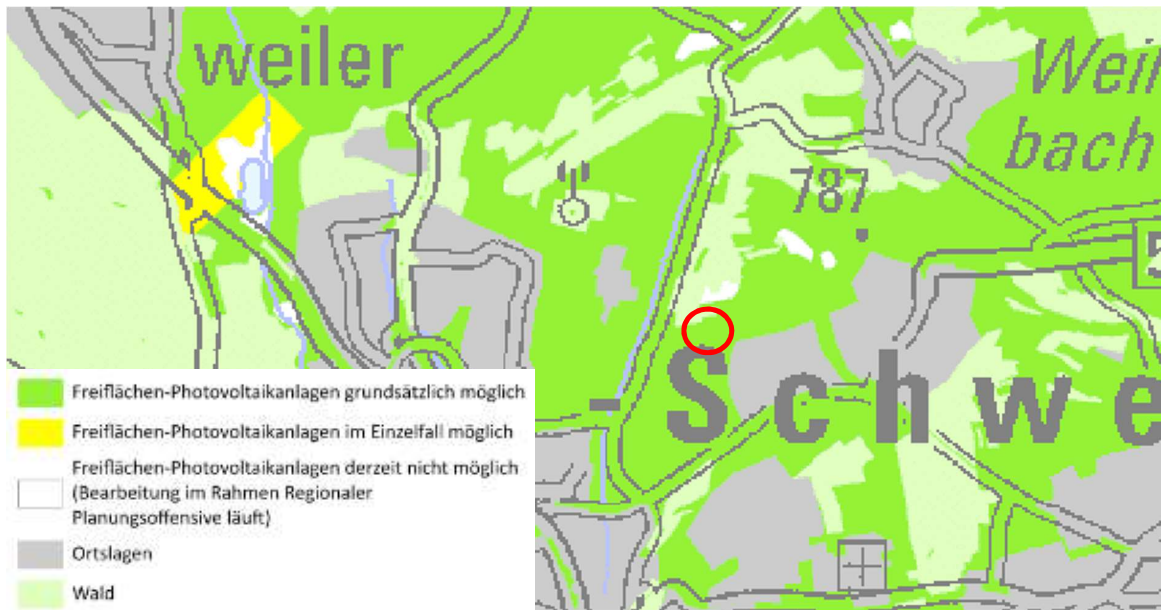 weiler
Weil
bach
787
5
- Schwe
Freiflächen-Photovoltaikanlagen grundsätzlich möglich
Freiflächen-Photovoltaikanlagen im Einzelfall möglich
Freiflächen-Photovoltaikanlagen derzeit nicht möglich
(Bearbeitung im Rahmen Regionaler
Planungsoffensive läuft)
Ortslagen
Wald